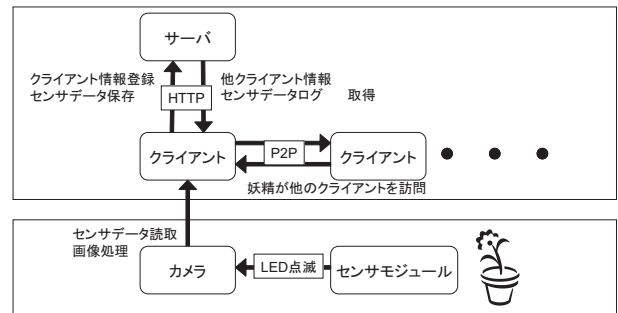 サーバ
クライアント情報登録
センサデータ保存
HTTP
他クライアント情報
センサデータログ 取得
クライアント
P2P
クライアント
妖精が他のクライアントを訪問
センサデータ読取
画像処理
カメラ
LED点滅
センサモジュール